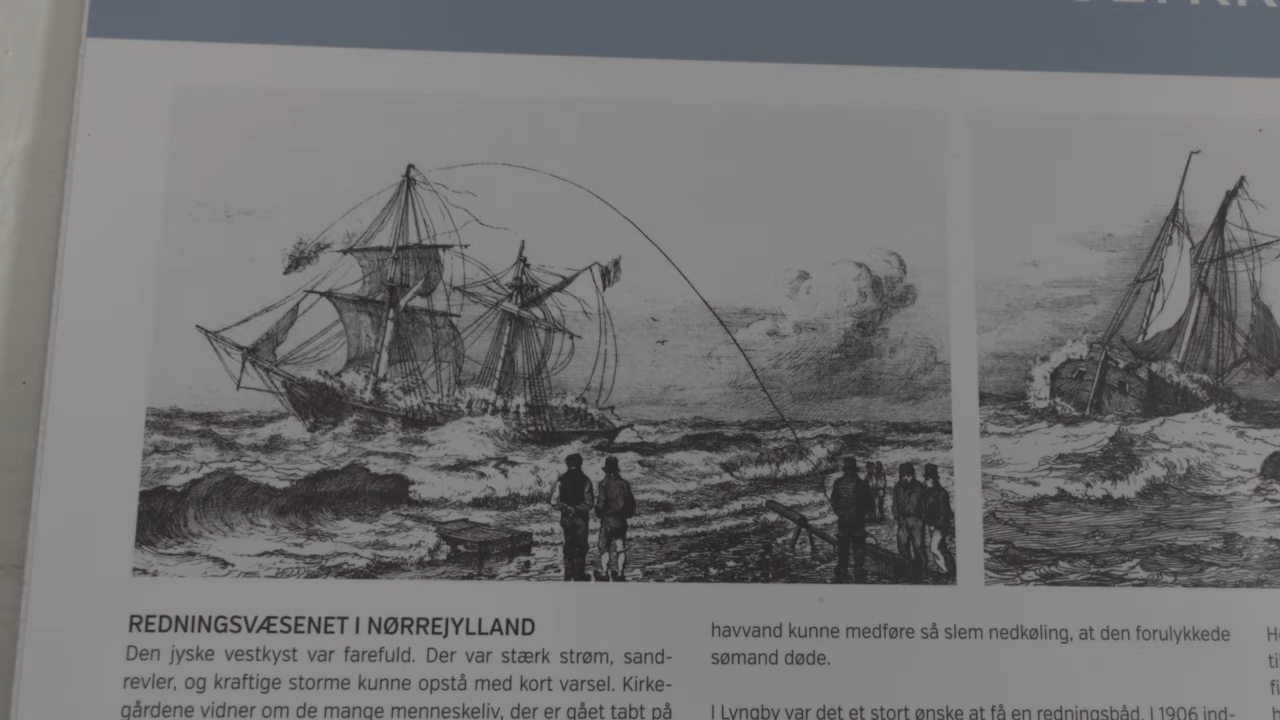 REDNINGSVÆSENET I NØRREJYLLAND
Den jyske vestkyst var farefuld. Der var stærk strøm, sand-
revler, og kraftige storme kunne opstå med kort varsel. Kirke-
gårdene vidner om de mange menneskeliv, der er gået tabt på
havvand kunne medføre så slem nedkøling, at den forulykkede
sømand døde.
I Lyngby var det et stort ønske at få en redningsbåd. I 1906 ind-